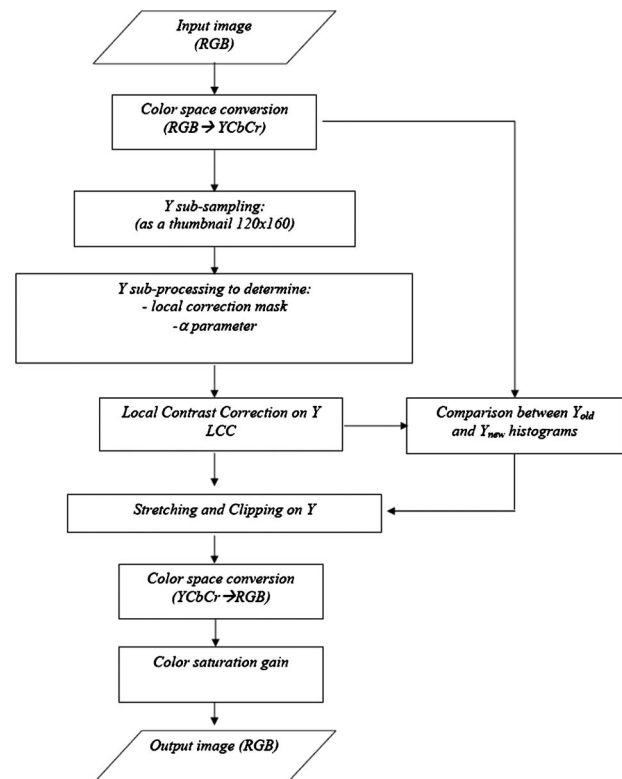 Input image
(RGB)
Color space conversion
(RGB→ YCbCr)
Y sub-sampling:
(as a thumbnail 120x160)
Y sub-processing to determine:
- local correction mask
-α parameter
Local Contrast Correction on Y
LCC
Comparison between Yold
and Ynew histograms
Stretching and Clipping on Y
Color space conversion
(YCbCr→RGB)
Color saturation gain
Output image (RGB)